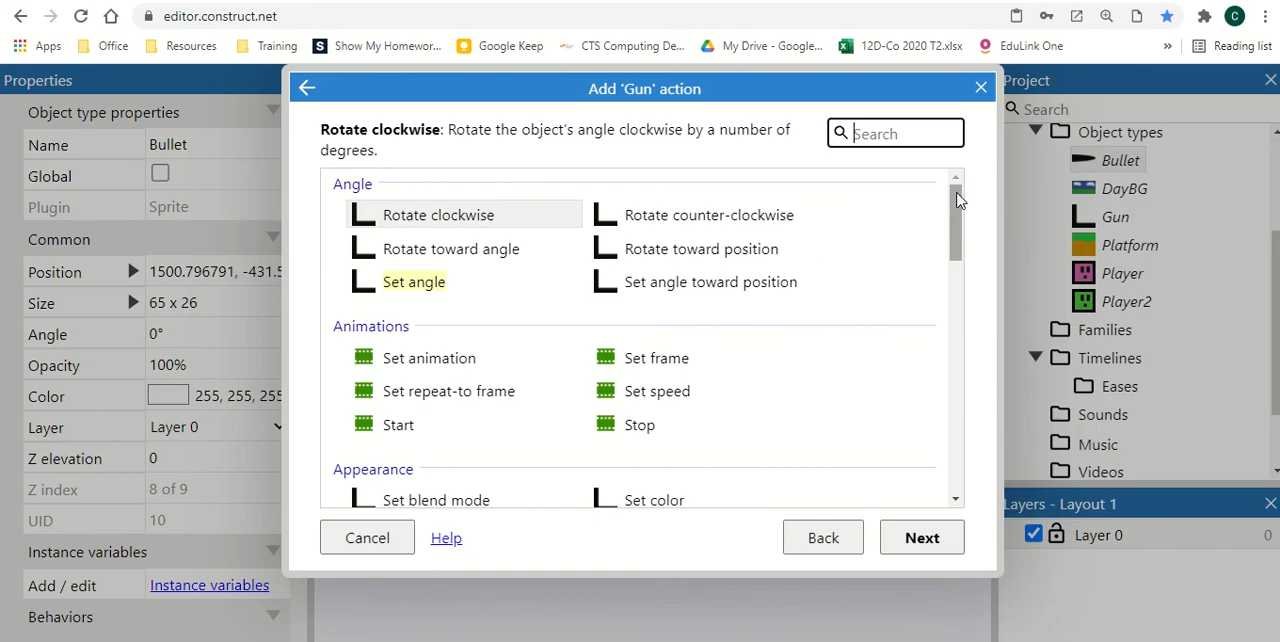 editor.construct.net
C
Apps Office Resources Training S Show My Homewor... Google Keep CTS Computing De... My Drive - Google... 12D-Co 2020 T2.xlsx EduLink One » Reading list
Properties
Object type properties
Name Bullet
Global
Plugin Sprite
Common
Position 1500.796791, -431.5
Size 65 x 26
Angle 0°
Opacity 100%
Color 255, 255, 255
Layer Layer 0
Z elevation 0
Z index 8 of 9
UID 10
Instance variables
Add / edit Instance variables
Behaviors
Add 'Gun' action
Rotate clockwise: Rotate the object's angle clockwise by a number of
degrees.
Search
Angle
Rotate clockwise Rotate counter-clockwise
Rotate toward angle Rotate toward position
Set angle Set angle toward position
Animations
Set animation Set frame
Set repeat-to frame Set speed
Start Stop
Appearance
Set blend mode Set color
Cancel Help Back Next
Project
Search
Object types
Bullet
DayBG
Gun
Platform
Player
Player2
Families
Timelines
Eases
Sounds
Music
Videos
Layers - Layout 1
Layer 0 0